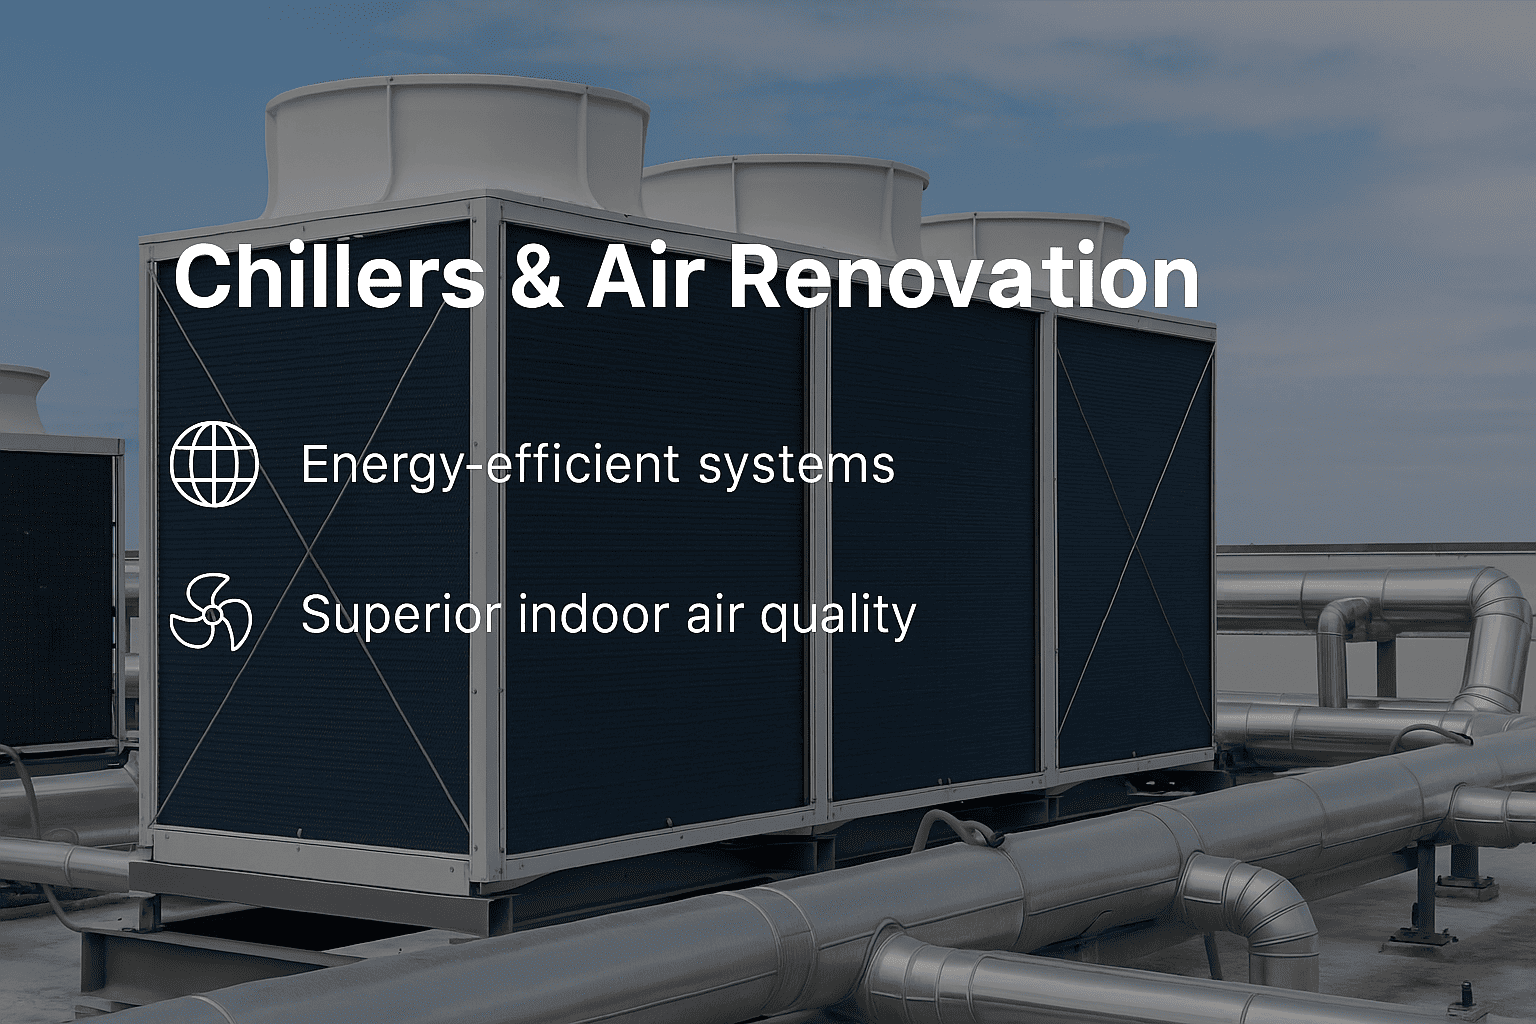 Chillers & Air Renovation
Energy-efficient systems
Superior indoor air quality